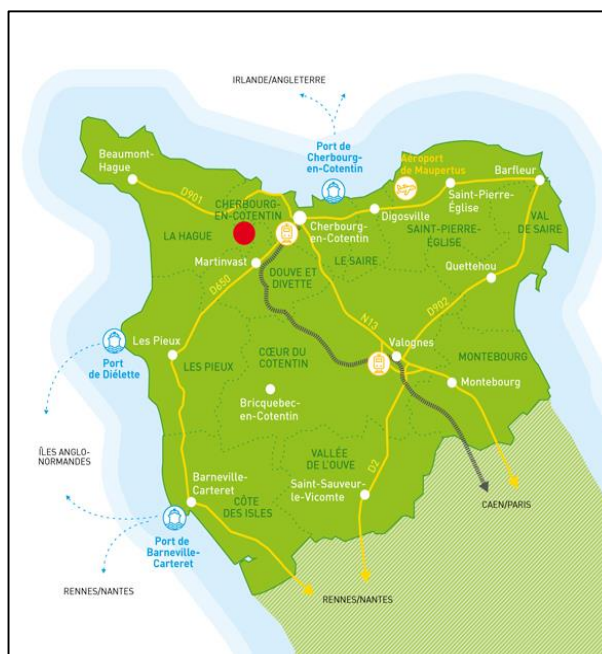 IRLANDE/ANGLETERRE
Port de
Cherbourg-
en-Cotentin
Aéroport
de Maupertus
Beaumont-
Hague
Barfleur
D901
Saint-Pierre-
Église
CHERBOURG-
EN-COTENTIN
Digosville
VAL
DE SAIRE
Cherbourg-
en-Cotentin
SAINT-PIERRE-
ÉGLISE
LA HAGUE
LE SAIRE
Martinvast
DOUVE ET
DIVETTE
Quettehou
D650
D902
N13
Les Pieux
Valognes
Port
de Diélette
LES PIEUX
CŒUR DU
COTENTIN
MONTEBOURG
Montebourg
Bricquebec-
en-Cotentin
ÎLES ANGLO-
NORMANDES
VALLÉE
DE L'OUVE
D2
Barneville-
Carteret
Saint-Sauveur-
le-Vicomte
CÔTE
DES ISLES
CAEN/PARIS
Port de
Barneville-
Carteret
RENNES/NANTES
RENNES/NANTES